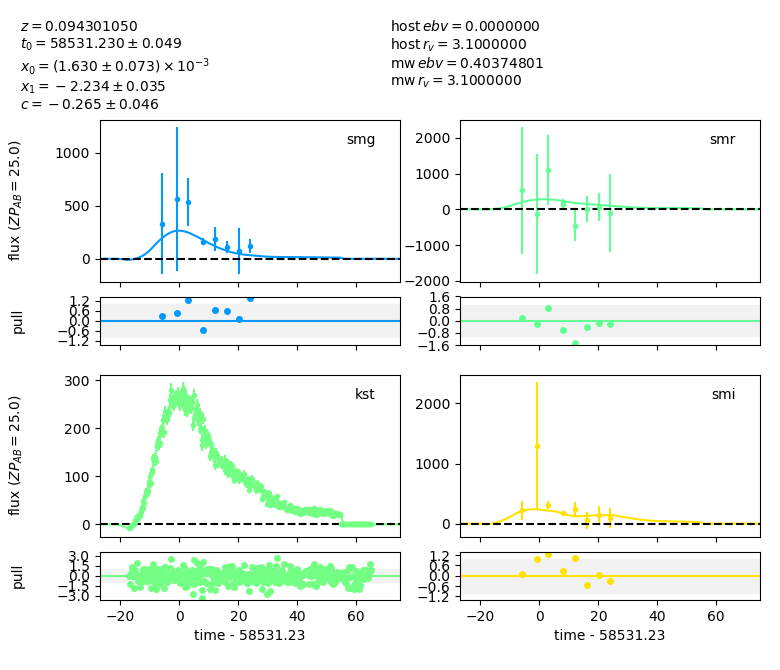 z = 0.094301050
t₀ = 58531.230 ± 0.049
x₀ = (1.630 ± 0.073) × 10⁻³
x₁ = −2.234 ± 0.035
c = −0.265 ± 0.046
host ebv = 0.0000000
host rᵥ = 3.1000000
mw ebv = 0.40374801
mw rᵥ = 3.1000000
smg
1000
500
0
flux (ZP_AB = 25.0)
smr
2000
1000
0
−1000
−2000
1.2
0.6
0.0
−0.6
−1.2
pull
1.6
0.8
0.0
−0.8
−1.6
kst
300
200
100
0
flux (ZP_AB = 25.0)
smi
2000
1000
0
3.0
1.5
0.0
−1.5
−3.0
pull
−20 0 20 40 60
time - 58531.23
1.2
0.6
0.0
−0.6
−1.2
−20 0 20 40 60
time - 58531.23